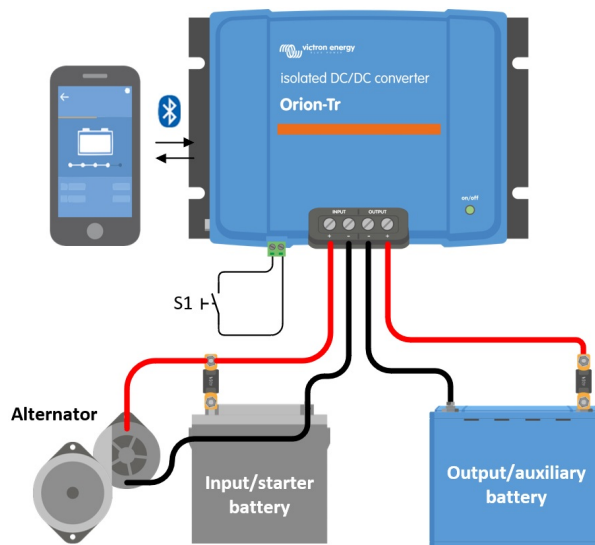 victron energy
isolated DC/DC converter
Orion-Tr
on/off
INPUT
OUTPUT
+ - - +
S1
Alternator
Input/starter
battery
Output/auxiliary
battery